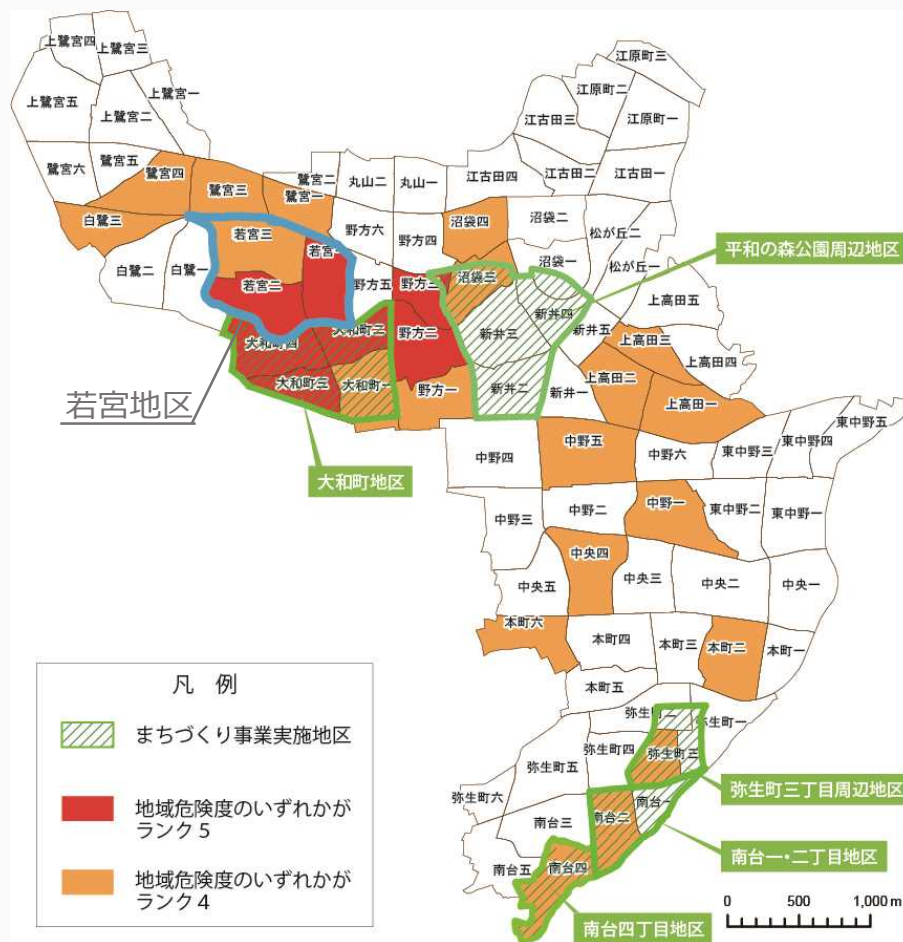 上鷺宮四
上鷺宮三
上鷺宮五
上鷺宮一
上鷺宮二
鷺宮六
鷺宮五
鷺宮四
鷺宮三
鷺宮二
鷺宮一
白鷺三
白鷺二
白鷺一
若宮三
若宮二
若宮一
江原町三
江原町二
江原町一
江古田三
江古田二
江古田一
江古田四
丸山二
丸山一
野方六
野方四
野方五
野方三
野方二
野方一
沼袋四
沼袋二
沼袋三
沼袋一
松が丘二
松が丘一
平和の森公園周辺地区
新井四
新井三
新井五
新井二
新井一
上高田五
上高田三
上高田四
上高田二
上高田一
大和町四
大和町二
大和町三
大和町一
若宮地区
大和町地区
中野四
中野五
中野六
東中野三
東中野四
東中野五
中野三
中野二
中野一
東中野二
東中野一
中央五
中央四
中央三
中央二
中央一
本町六
本町四
本町三
本町二
本町一
本町五
弥生町二
弥生町一
弥生町四
弥生町三
弥生町五
弥生町六
弥生町三丁目周辺地区
南台三
南台二
南台一
南台一・二丁目地区
南台五
南台四
南台四丁目地区
凡 例
まちづくり事業実施地区
地域危険度のいずれかが
ランク5
地域危険度のいずれかが
ランク4
0 500 1,000 m